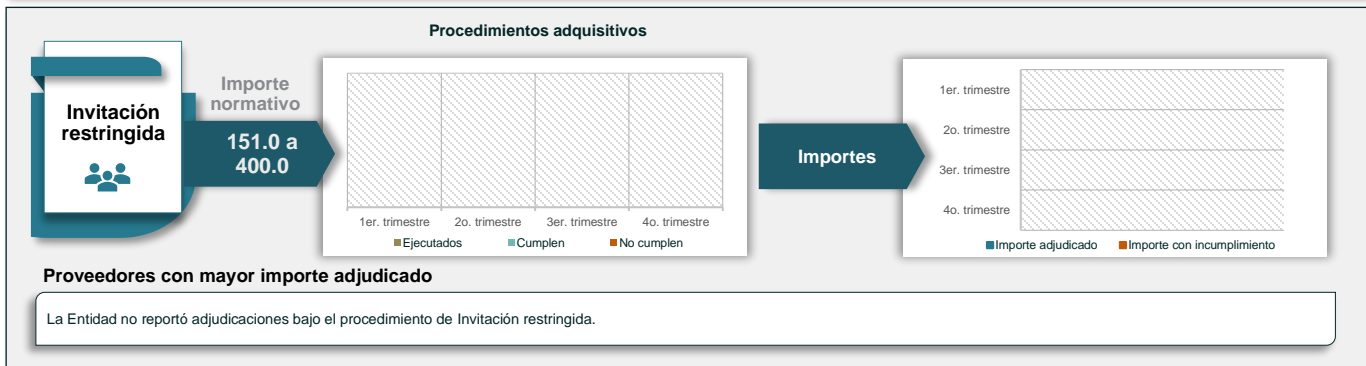 Procedimientos adquisitivos
Invitación
restringida
Importe
normativo
151.0 a
400.0
1er. trimestre 2o. trimestre 3er. trimestre 4o. trimestre
Ejecutados Cumplen No cumplen
Importes
1er. trimestre
2o. trimestre
3er. trimestre
4o. trimestre
Importe adjudicado Importe con incumplimiento
Proveedores con mayor importe adjudicado
La Entidad no reportó adjudicaciones bajo el procedimiento de Invitación restringida.